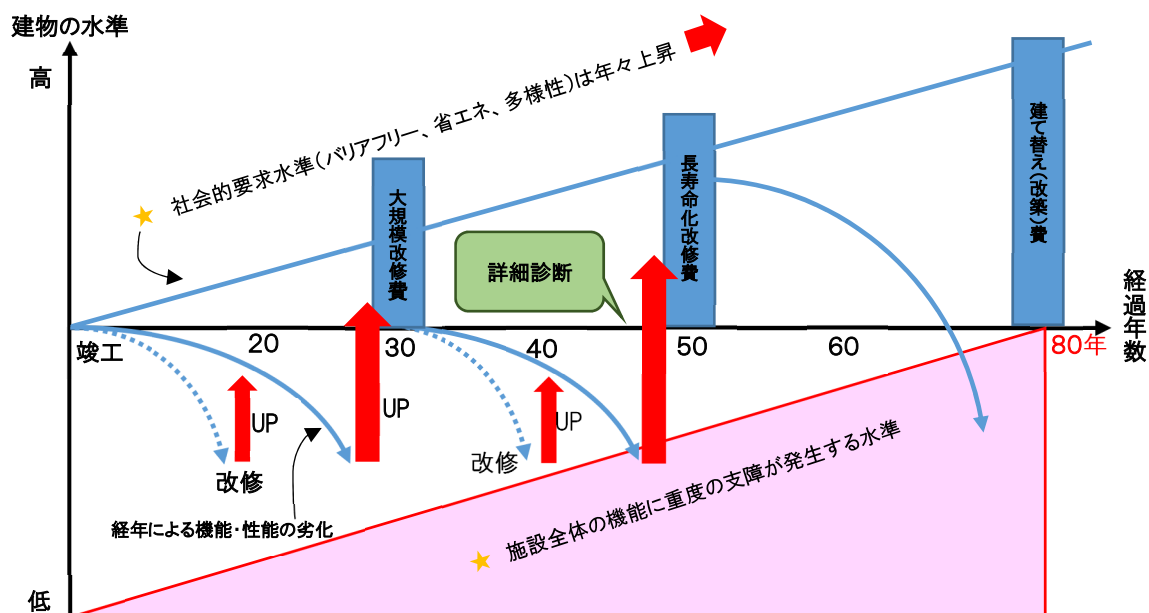 建物の水準
高
社会的要求水準(バリアフリー、省エネ、多様性)は年々上昇
大規模改修費
長寿命化改修費
建て替え(改築)費
詳細診断
経過年数
竣工
20
30
40
50
60
80年
UP
UP
UP
改修
改修
経年による機能・性能の劣化
施設全体の機能に重度の支障が発生する水準
低